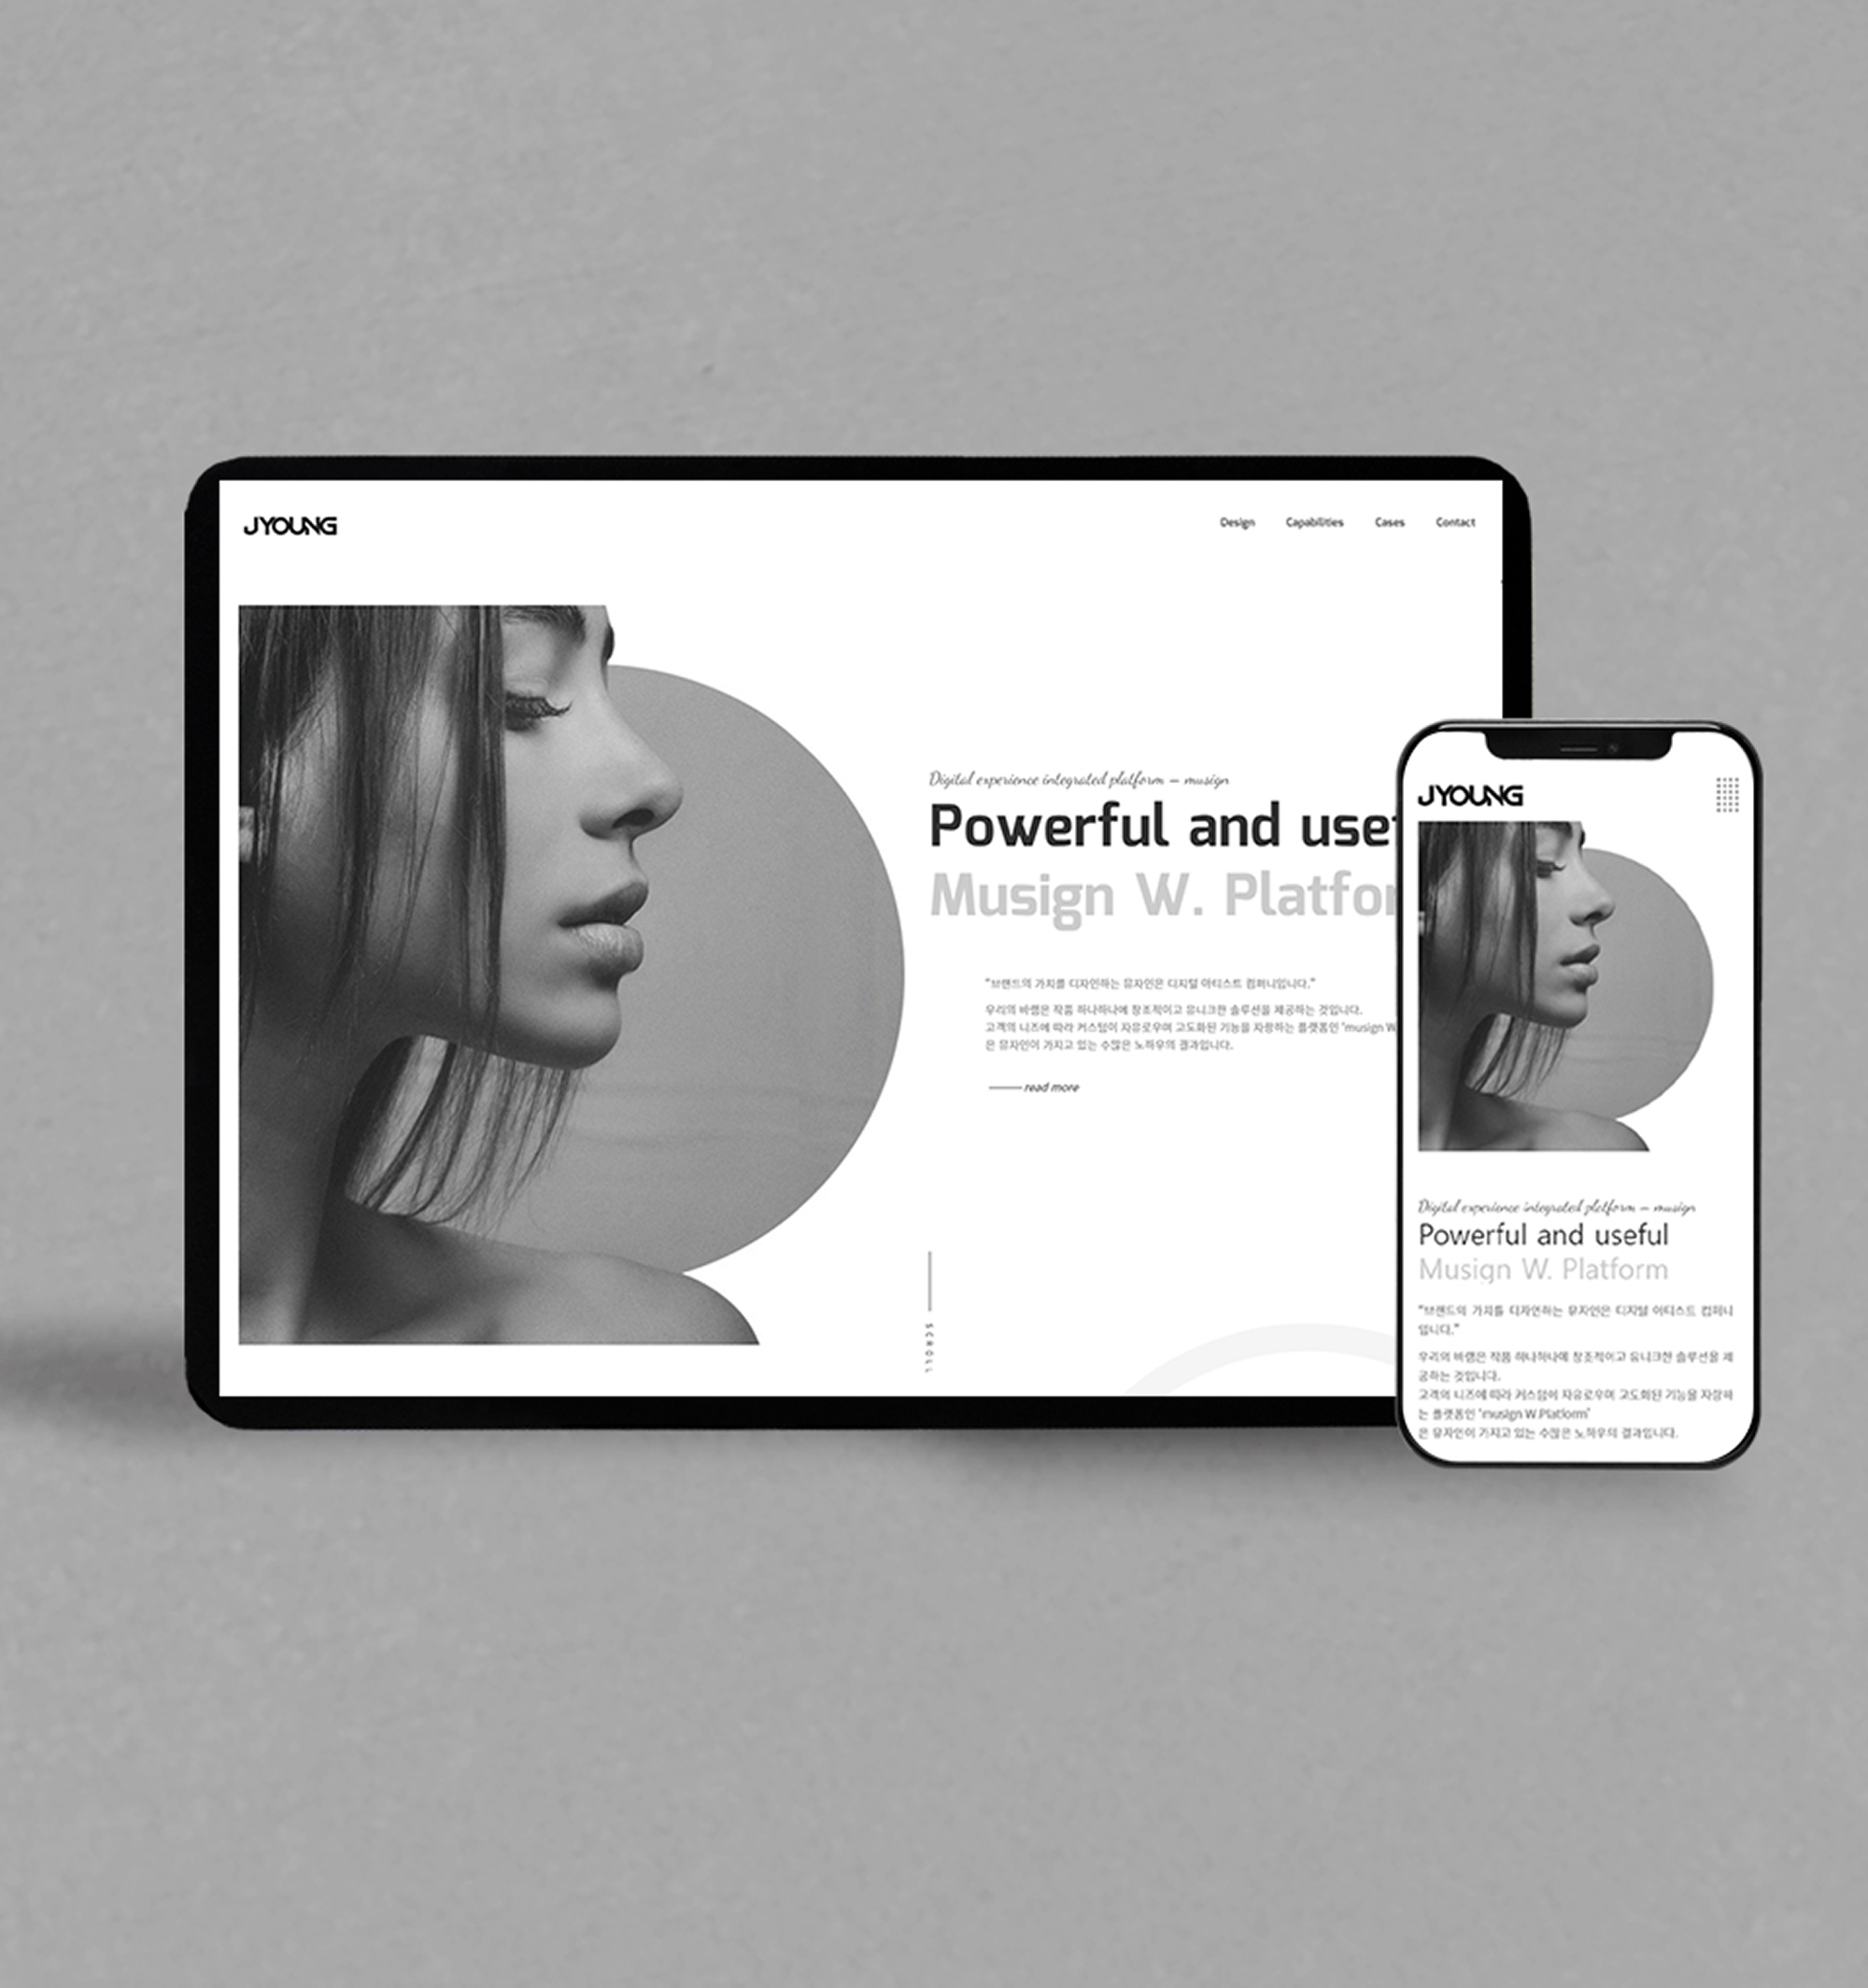 JYOUNG
Design Capabilities Cases Contact
Digital experience integrated platform – musign
Powerful and usef
Musign W. Platfor
"브랜드의 가치를 디자인하는 뮤자인은 디지털 아티스트 컴퍼니입니다."
우리의 바램은 작품 하나하나에 창조적이고 유니크한 솔루션을 제공하는 것입니다.
고객의 니즈에 따라 커스텀이 자유로우며 고도화된 기능을 자랑하는 플랫폼인 'musign W
은 뮤자인이 가지고 있는 수많은 노하우의 결과입니다.
read more
SCROLL
JYOUNG
Digital experience integrated platform – musign
Powerful and useful
Musign W. Platform
"브랜드의 가치를 디자인하는 뮤자인은 디지털 아티스트 컴퍼니
입니다."
우리의 바램은 작품 하나하나에 창조적이고 유니크한 솔루션을 제
공하는 것입니다.
고객의 니즈에 따라 커스텀이 자유로우며 고도화된 기능을 자랑하
는 플랫폼인 'musign W.Platform'
은 뮤자인이 가지고 있는 수많은 노하우의 결과입니다.